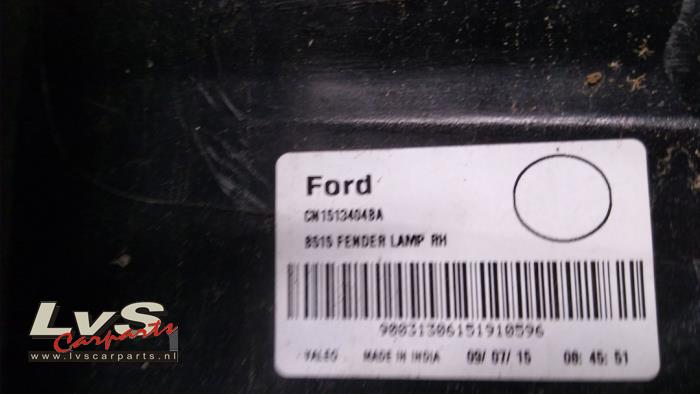 Ford
CN1513404BA
B515 FENDER LAMP RH
90031306151910596
VALEO MADE IN INDIA 09/07/15 08:45:51
LvS
Carparts
www.lvscarparts.nl